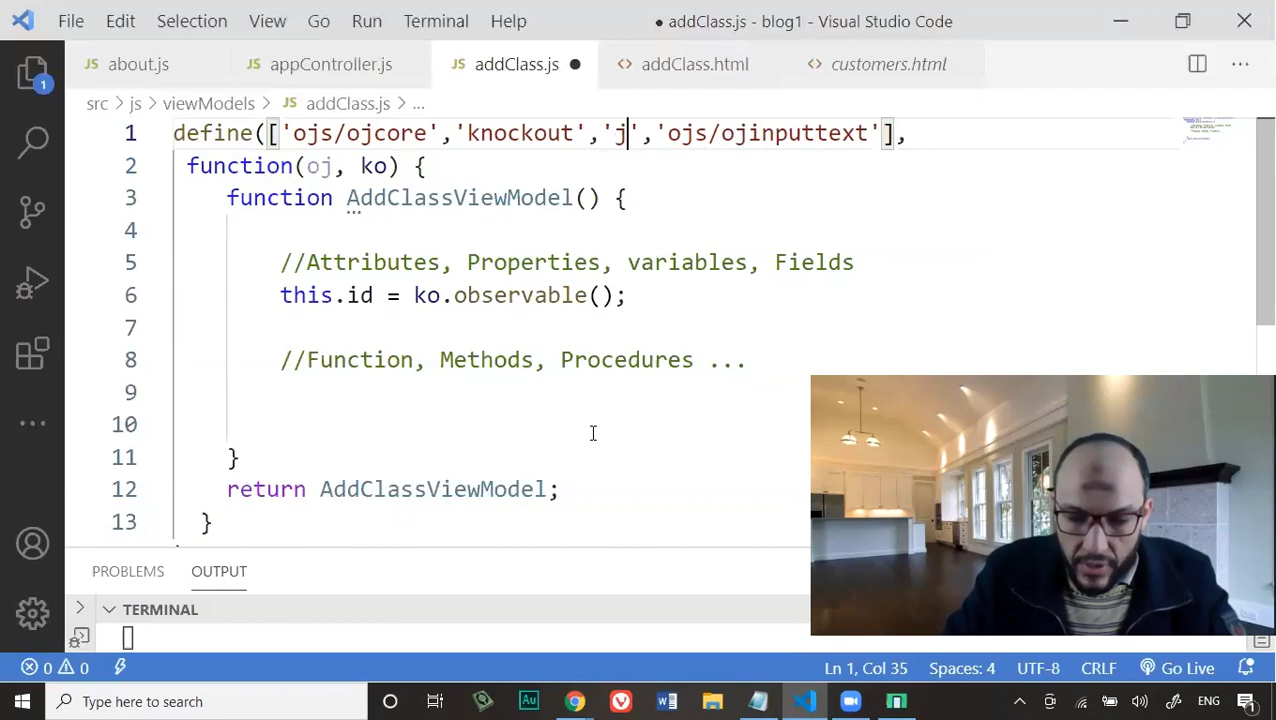 File Edit Selection View Go Run Terminal Help ● addClass.js - blog1 - Visual Studio Code
1
JS about.js JS appController.js JS addClass.js ● <> addClass.html <> customers.html ...
src > js > viewModels > JS addClass.js > ...
1 define(['ojs/ojcore','knockout','j','ojs/ojinputtext'],
2 function(oj, ko) {
3 function AddClassViewModel() {
4
5 //Attributes, Properties, variables, Fields
6 this.id = ko.observable();
7
8 //Function, Methods, Procedures ...
9
10
11 }
12 return AddClassViewModel;
13 }
PROBLEMS OUTPUT
TERMINAL
0 0 Ln 1, Col 35 Spaces: 4 UTF-8 CRLF JavaScript Go Live
Type here to search Au W ENG 1